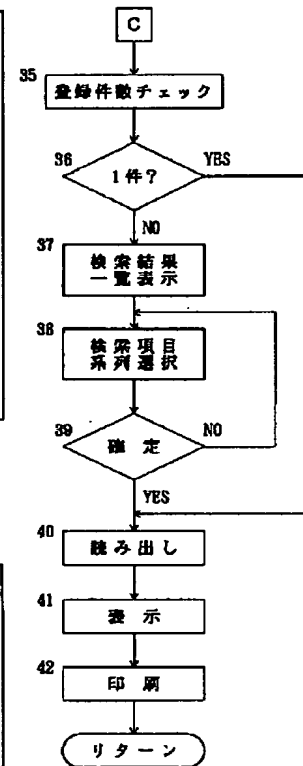 C
35
登録件数チェック
36
1件?
YES
NO
37
検索結果
一覧表示
38
検索項目
系列選択
39
確定
NO
YES
40
読み出し
41
表示
42
印刷
リターン